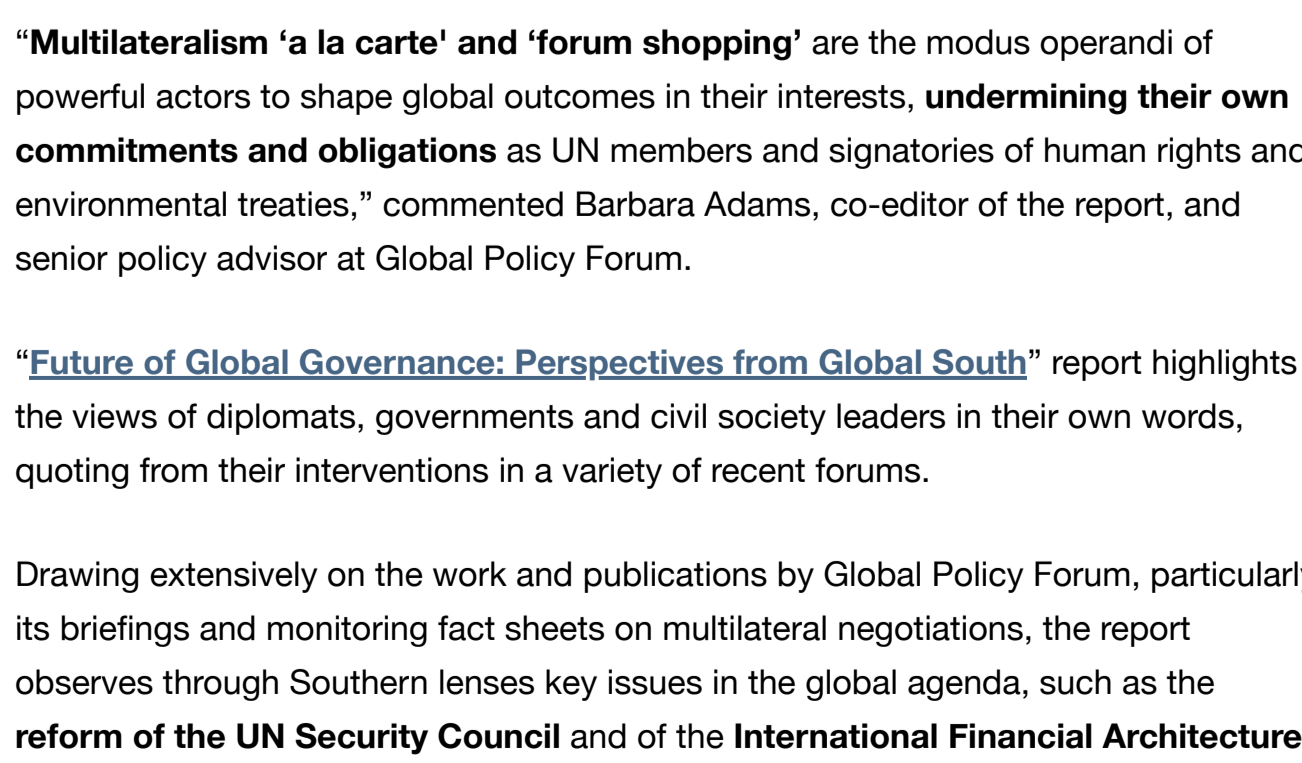 “Multilateralism ‘a la carte' and ‘forum shopping’ are the modus operandi of
powerful actors to shape global outcomes in their interests, undermining their own
commitments and obligations as UN members and signatories of human rights and
environmental treaties,” commented Barbara Adams, co-editor of the report, and
senior policy advisor at Global Policy Forum.
“Future of Global Governance: Perspectives from Global South” report highlights
the views of diplomats, governments and civil society leaders in their own words,
quoting from their interventions in a variety of recent forums.
Drawing extensively on the work and publications by Global Policy Forum, particularly
its briefings and monitoring fact sheets on multilateral negotiations, the report
observes through Southern lenses key issues in the global agenda, such as the
reform of the UN Security Council and of the International Financial Architecture